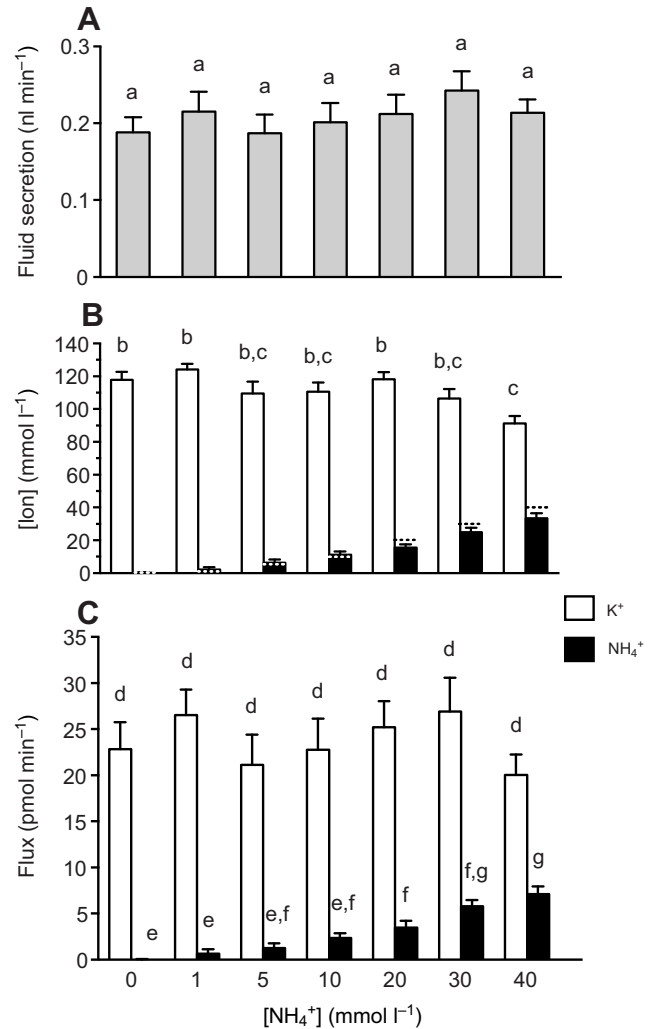 A
0.3
a a a a a a a
0.2
0.1
0
Fluid secretion (nl min⁻¹)
B
140
120
100
80
60
40
20
0
b b b,c b,c b b,c c
[Ion] (mmol l⁻¹)
K⁺
NH₄⁺
C
35
30
25
20
15
10
5
0
d d d d d d d
e e e,f e,f f f,g g
Flux (pmol min⁻¹)
0 1 5 10 20 30 40
[NH₄⁺] (mmol l⁻¹)